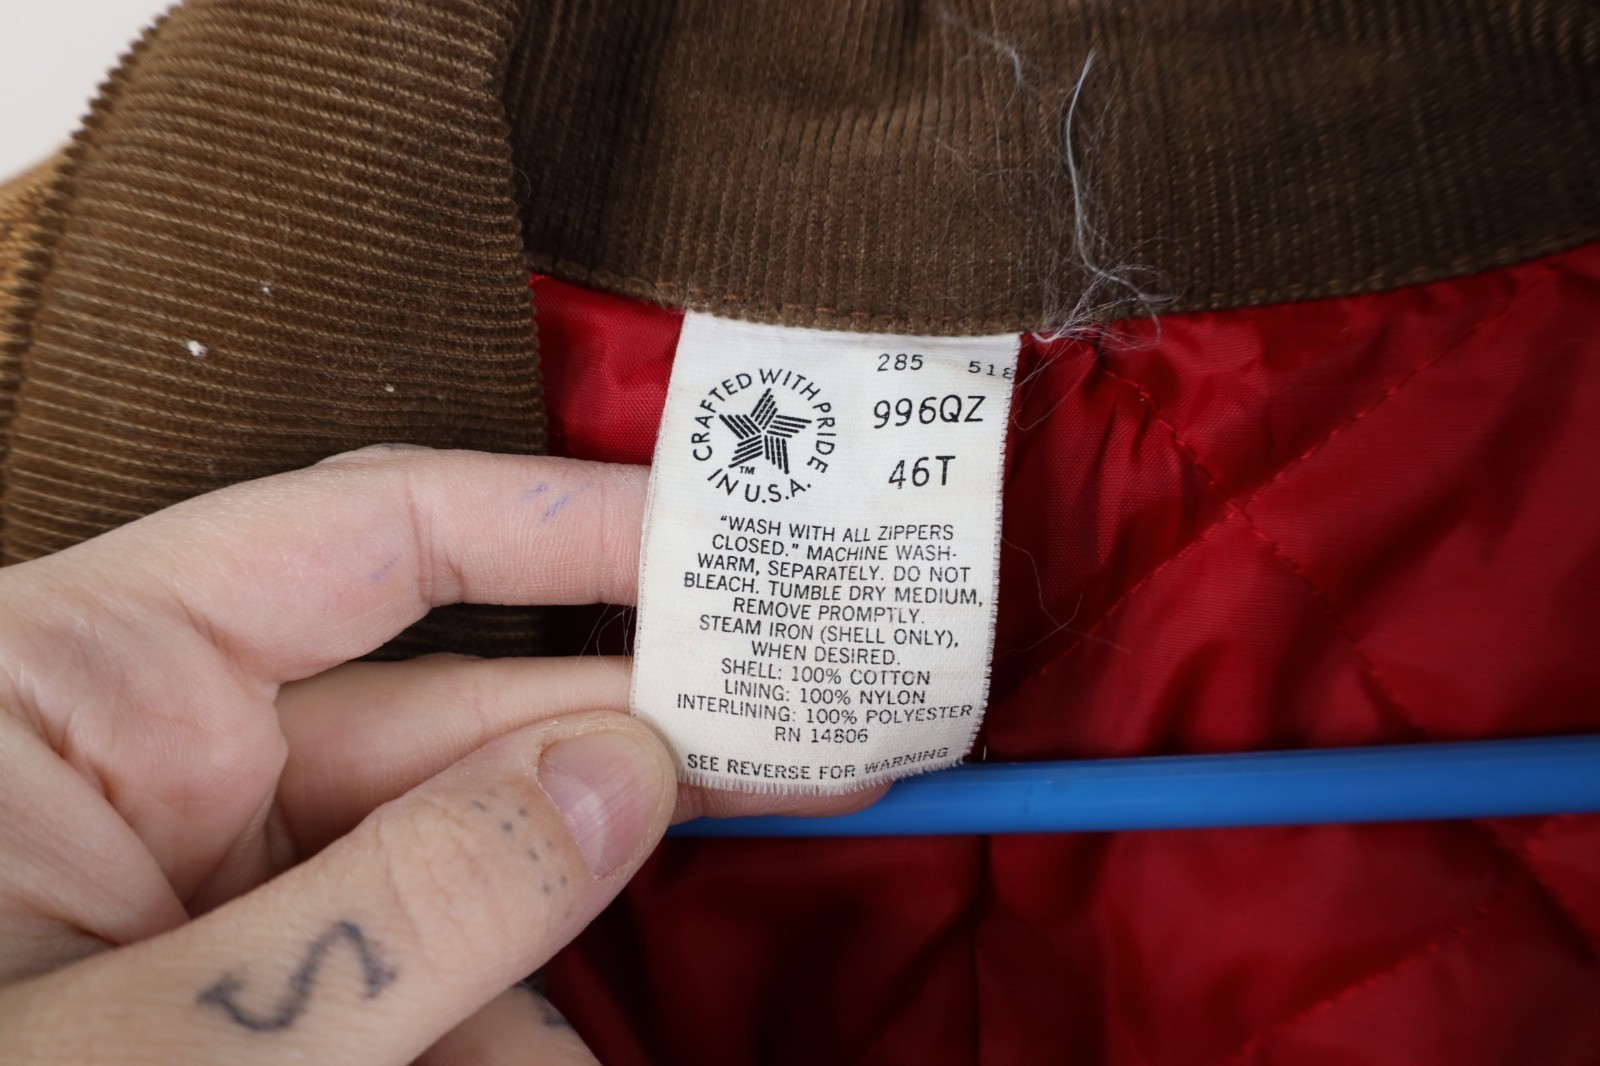 285 518
CRAFTED WITH PRIDE
IN U.S.A.
TM
996QZ
46T
"WASH WITH ALL ZIPPERS
CLOSED." MACHINE WASH-
WARM, SEPARATELY. DO NOT
BLEACH. TUMBLE DRY MEDIUM,
REMOVE PROMPTLY.
STEAM IRON (SHELL ONLY),
WHEN DESIRED.
SHELL: 100% COTTON
LINING: 100% NYLON
INTERLINING: 100% POLYESTER
RN 14806
SEE REVERSE FOR WARNING
S